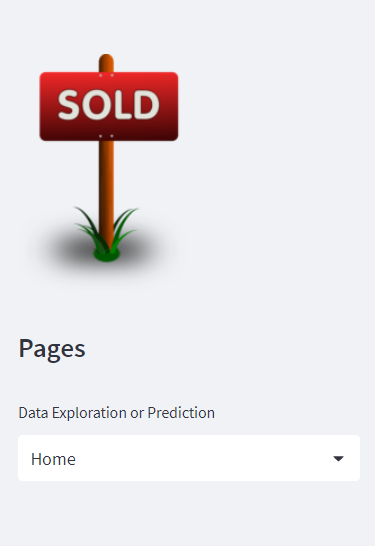 SOLD
Pages
Data Exploration or Prediction
Home